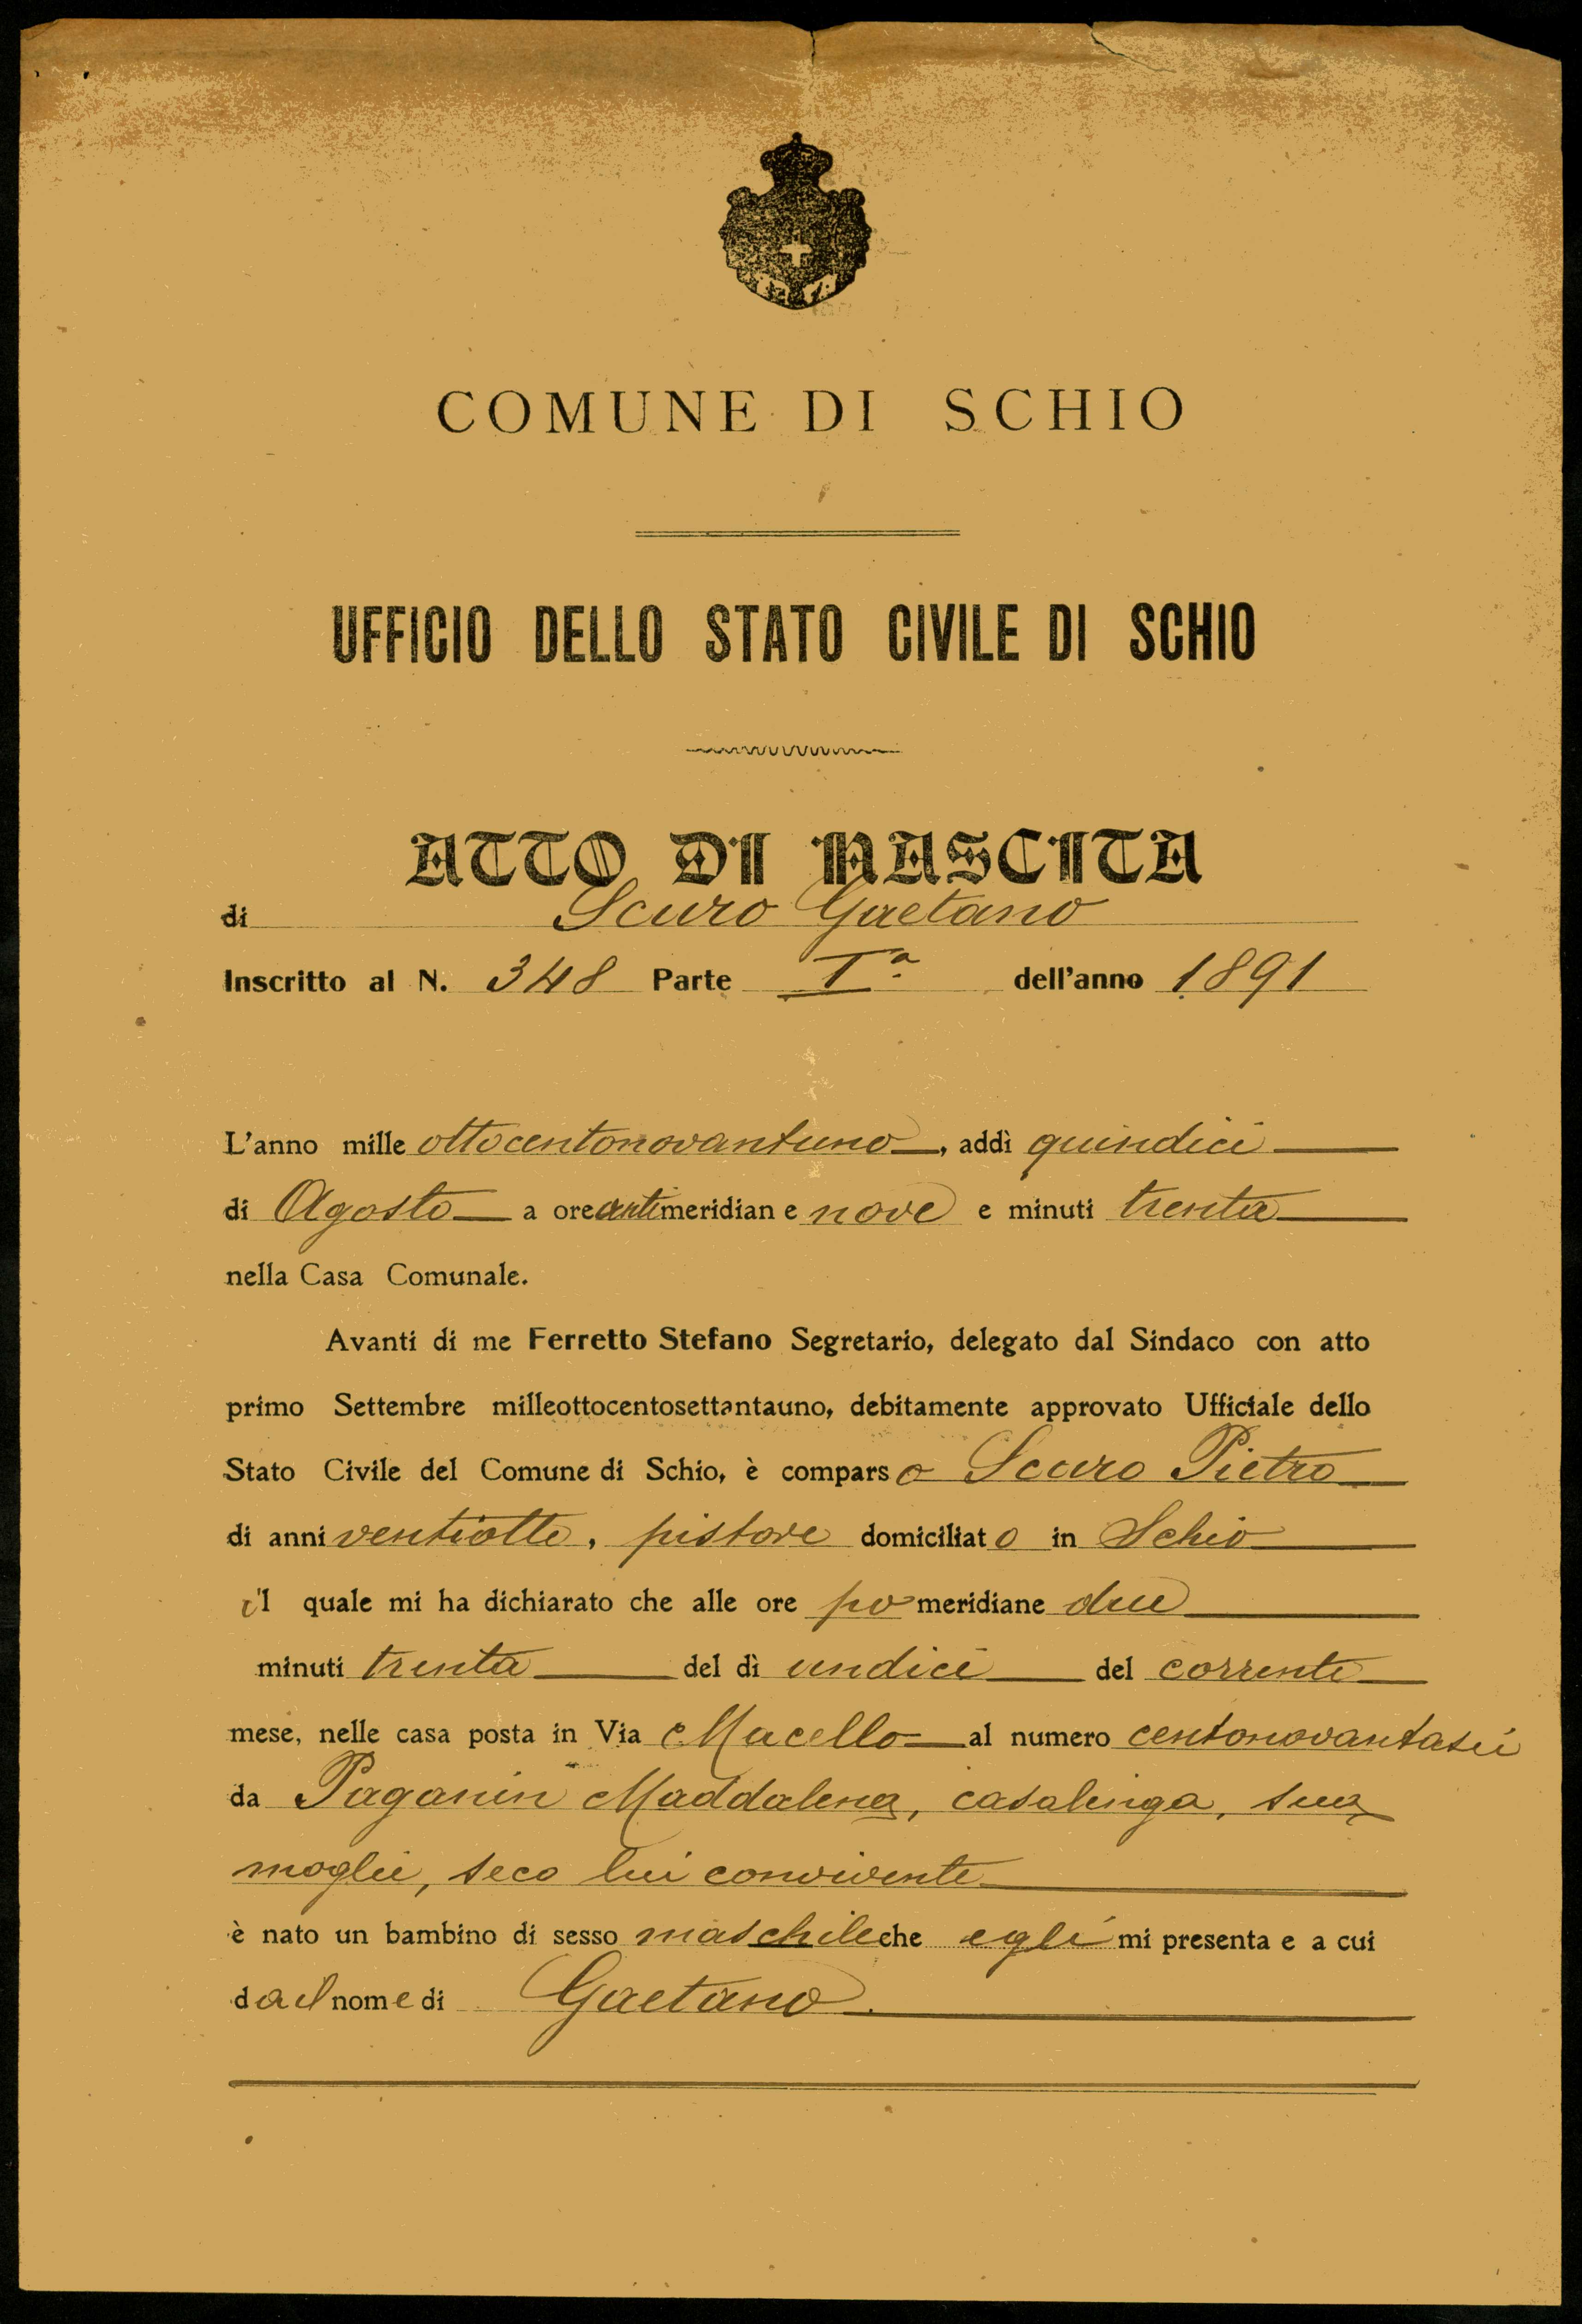 COMUNE DI SCHIO
UFFICIO DELLO STATO CIVILE DI SCHIO
ATTO DI NASCITA
di Scuro Gaetano
Inscritto al N. 348 Parte Iª dell'anno 1891
L'anno mille ottocentonovantuno, addì quindici
di Agosto a ore antimeridiane nove e minuti trenta
nella Casa Comunale.
Avanti di me Ferretto Stefano Segretario, delegato dal Sindaco con atto
primo Settembre milleottocentosettantauno, debitamente approvato Ufficiale dello
Stato Civile del Comune di Schio, è comparso Scuro Pietro
di anni ventiotto, pistore domiciliato in Schio
il quale mi ha dichiarato che alle ore pomeridiane due
minuti trenta del dì undici del corrente
mese, nelle casa posta in Via Macello al numero centonovantasei
da Paganin Maddalena, casalinga, sua
moglie, seco lui convivente
è nato un bambino di sesso maschile che egli mi presenta e a cui
da il nome di Gaetano.